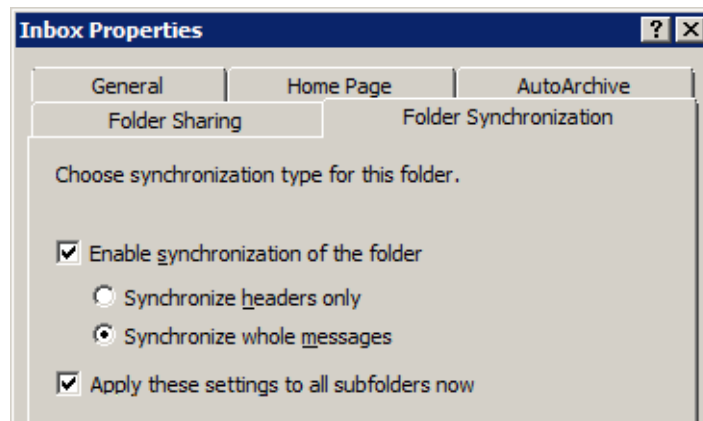 Inbox Properties
General Home Page AutoArchive
Folder Sharing Folder Synchronization
Choose synchronization type for this folder.
Enable synchronization of the folder
Synchronize headers only
Synchronize whole messages
Apply these settings to all subfolders now